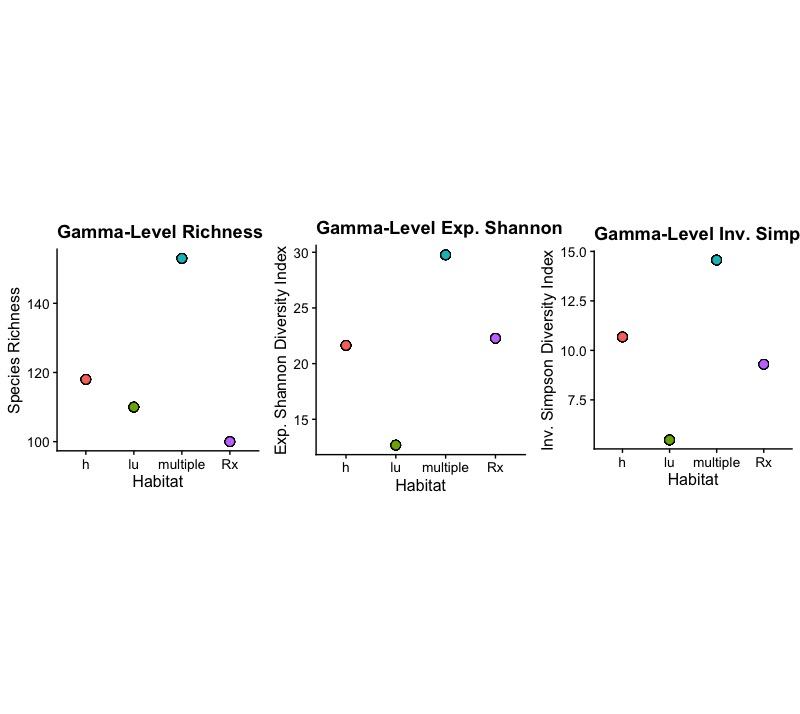 Gamma-Level Richness
Species Richness
140
120
100
h lu multiple Rx
Habitat
Gamma-Level Exp. Shannon
Exp. Shannon Diversity Index
30
25
20
15
h lu multiple Rx
Habitat
Gamma-Level Inv. Simp
Inv. Simpson Diversity Index
15.0
12.5
10.0
7.5
h lu multiple Rx
Habitat